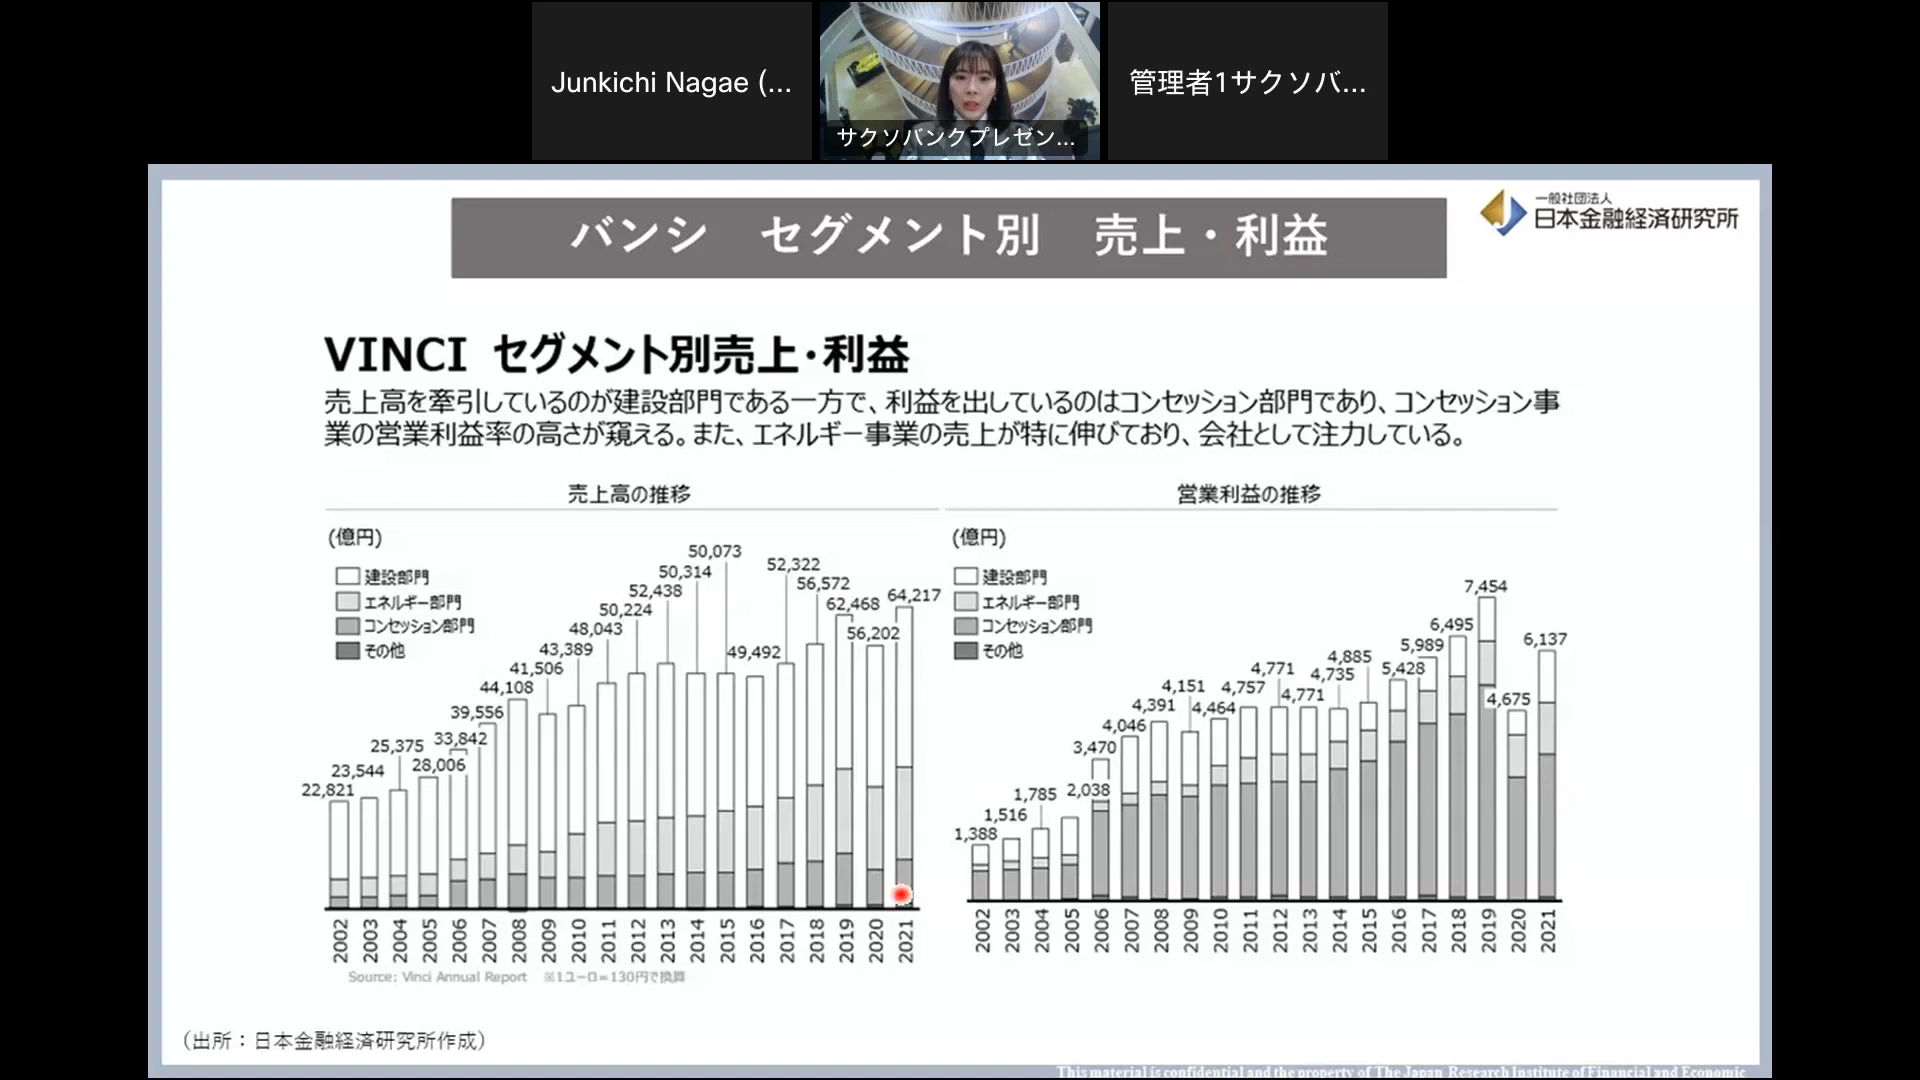 Junkichi Nagae (...
サクソバンクプレゼン...
管理者1サクソバ...
バンシ セグメント別 売上・利益
一般社団法人
日本金融経済研究所
VINCI セグメント別売上・利益
売上高を牽引しているのが建設部門である一方で、利益を出しているのはコンセッション部門であり、コンセッション事
業の営業利益率の高さが窺える。また、エネルギー事業の売上が特に伸びており、会社として注力している。
売上高の推移
(億円)
建設部門
エネルギー部門
コンセッション部門
その他
22,821
23,544
25,375
28,006
33,842
39,556
44,108
41,506
43,389
48,043
50,224
52,438
50,314
50,073
49,492
52,322
56,572
62,468
56,202
64,217
2002 2003 2004 2005 2006 2007 2008 2009 2010 2011 2012 2013 2014 2015 2016 2017 2018 2019 2020 2021
Source: Vinci Annual Report ※1ユーロ=130円で換算
営業利益の推移
(億円)
建設部門
エネルギー部門
コンセッション部門
その他
1,388
1,516
1,785
2,038
3,470
4,046
4,391
4,151
4,464
4,757
4,771
4,771
4,735
4,885
5,428
5,989
6,495
7,454
4,675
6,137
2002 2003 2004 2005 2006 2007 2008 2009 2010 2011 2012 2013 2014 2015 2016 2017 2018 2019 2020 2021
（出所：日本金融経済研究所作成）
This material is confidential and the property of The Japan Research Institute of Financial and Economic